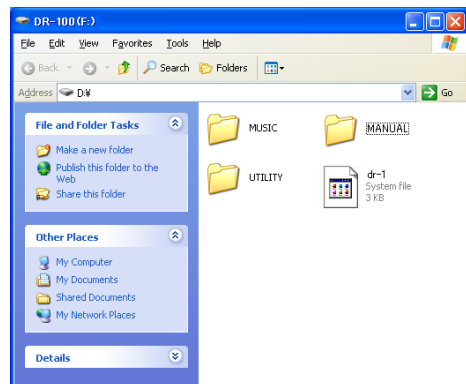 DR-100 (F:)
File Edit View Favorites Tools Help
Back Search Folders
Address D:¥ Go
File and Folder Tasks
Make a new folder
Publish this folder to the
Web
Share this folder
Other Places
My Computer
My Documents
Shared Documents
My Network Places
Details
MUSIC MANUAL
UTILITY dr-1
System file
3 KB